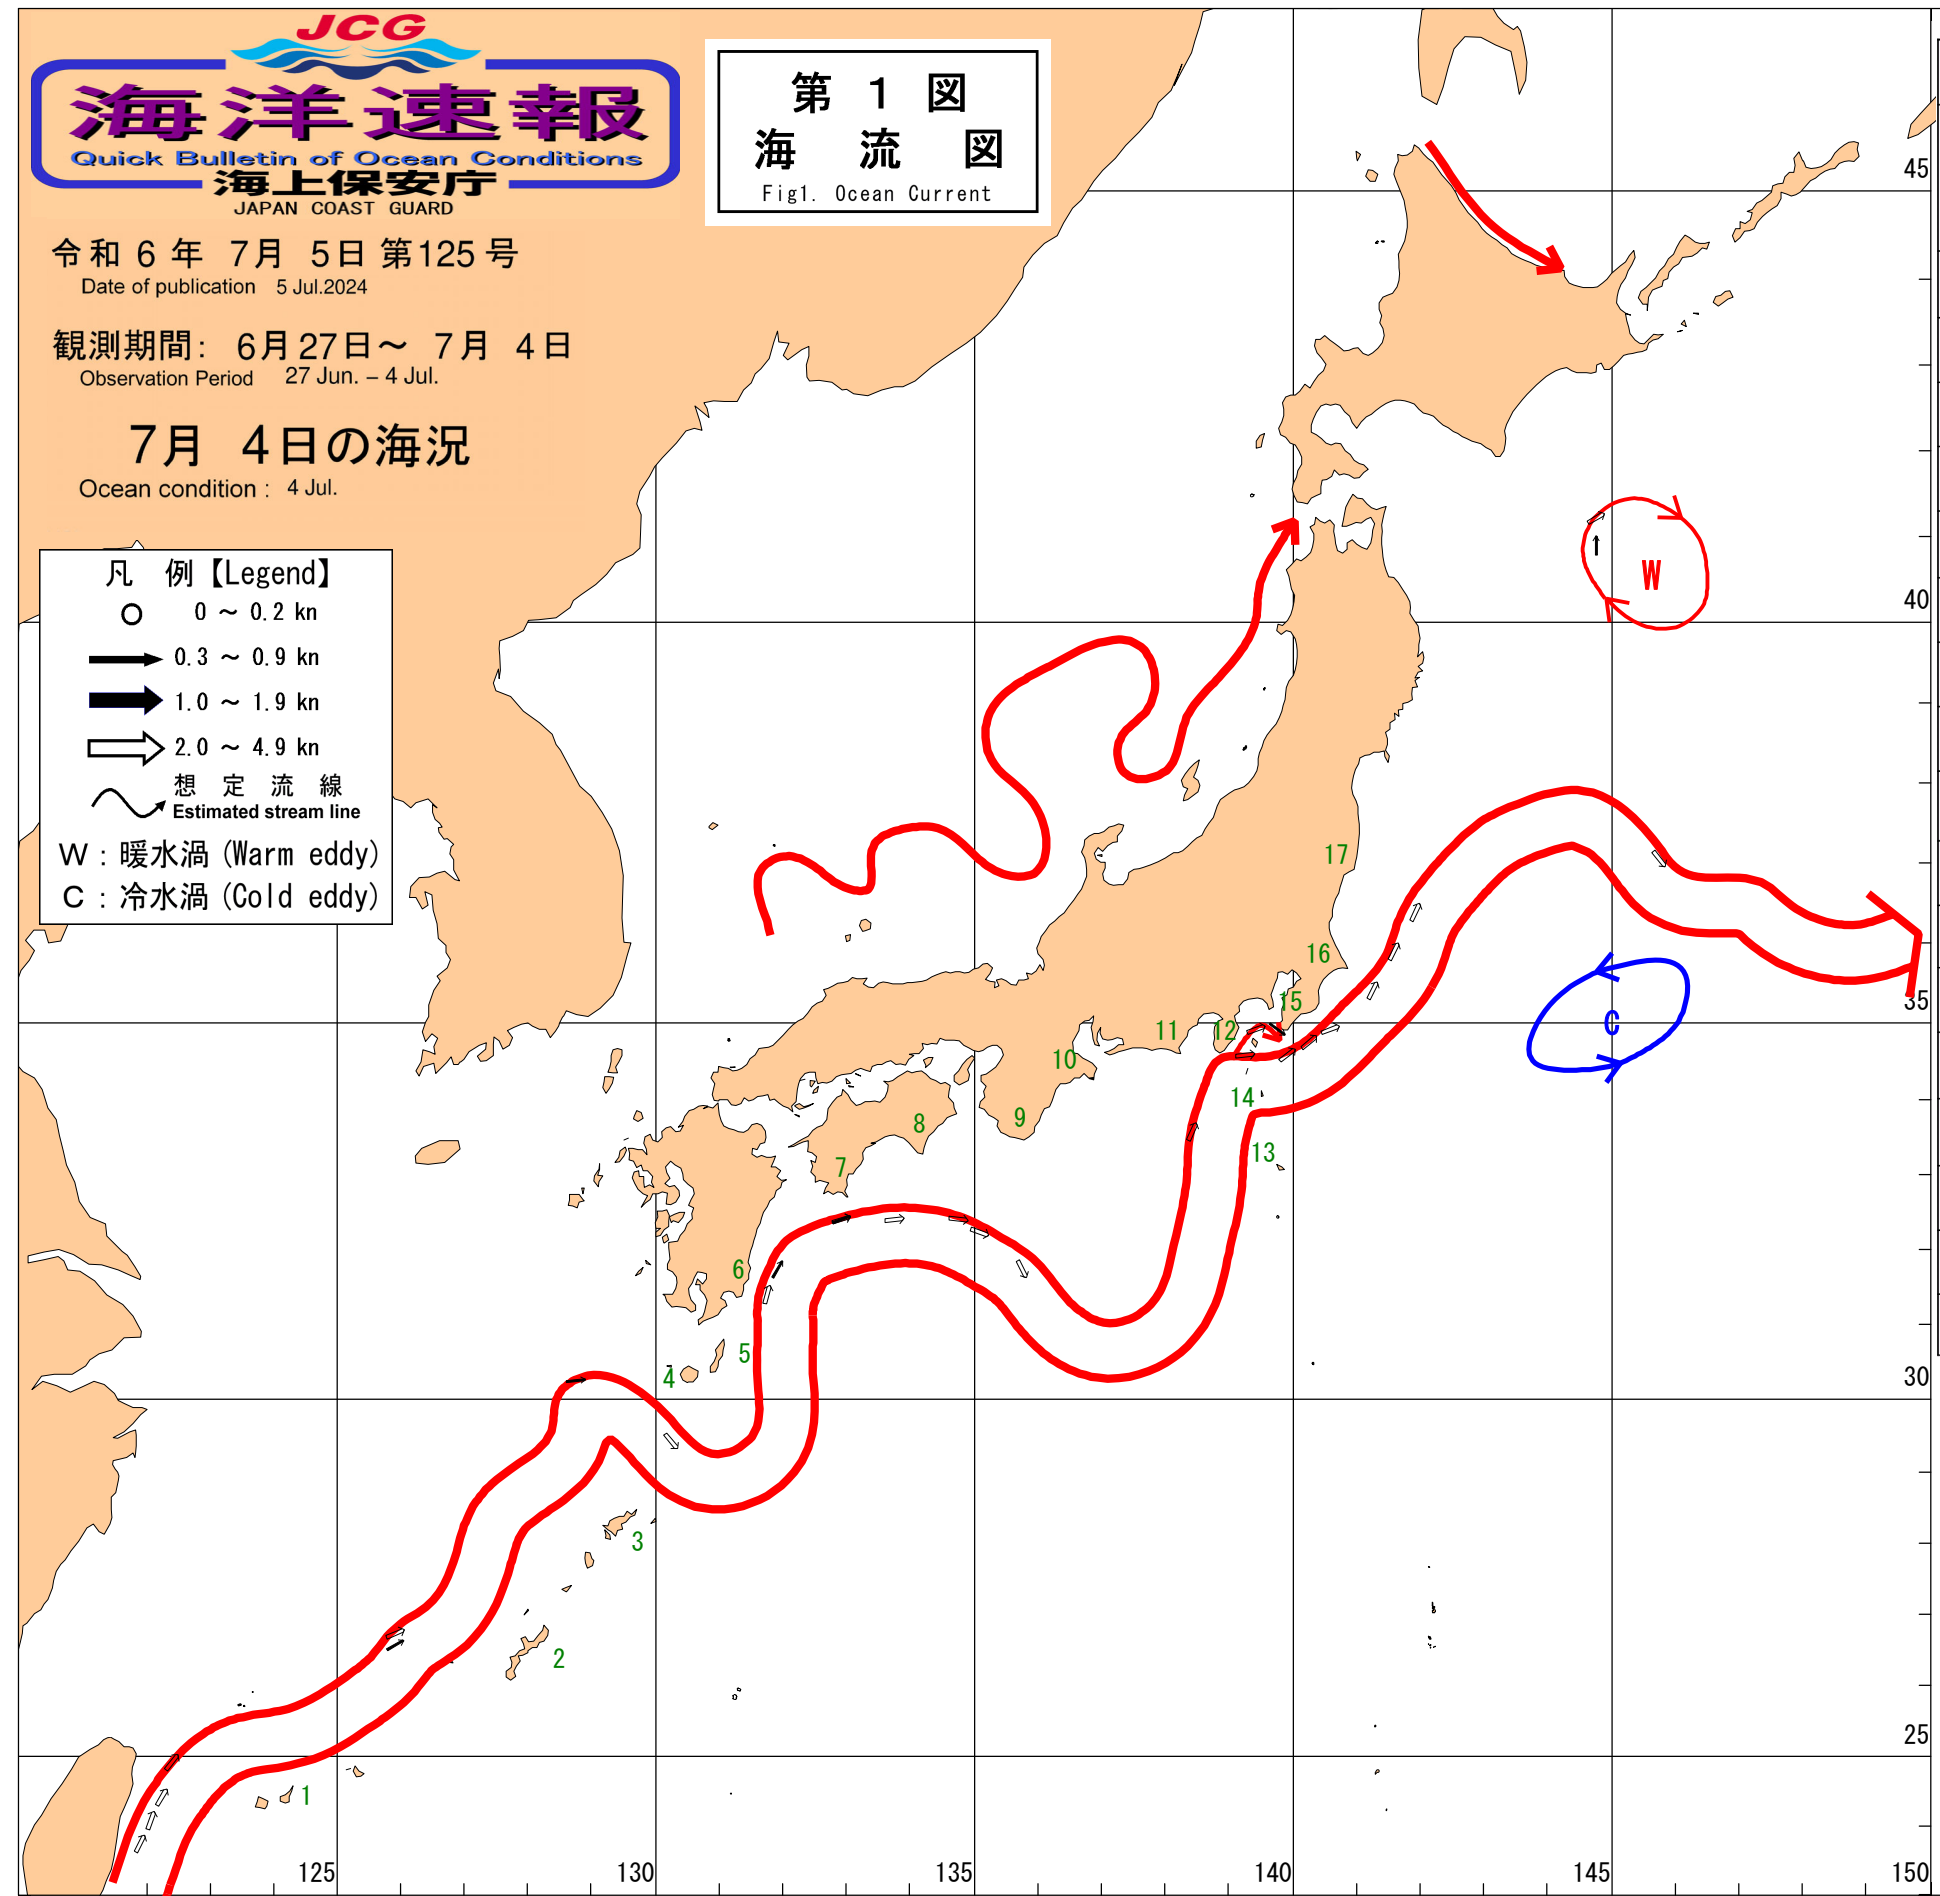 JCG
海洋速報
Quick Bulletin of Ocean Conditions
海上保安庁
JAPAN COAST GUARD
令和 6 年 7月 5日 第125 号
Date of publication 5 Jul.2024
観測期間: 6月27日～ 7月 4日
Observation Period 27 Jun. – 4 Jul.
7月 4日の海況
Ocean condition : 4 Jul.
第 1 図
海 流 図
Fig1. Ocean Current
凡 例【Legend】
0 ～ 0.2 kn
0.3 ～ 0.9 kn
1.0 ～ 1.9 kn
2.0 ～ 4.9 kn
想 定 流 線
Estimated stream line
W : 暖水渦 (Warm eddy)
C : 冷水渦 (Cold eddy)
45
W
40
17
16
35
15
C
12
11
10
14
9
8
13
7
6
5
4
30
3
2
25
1
125
130
135
140
145
150